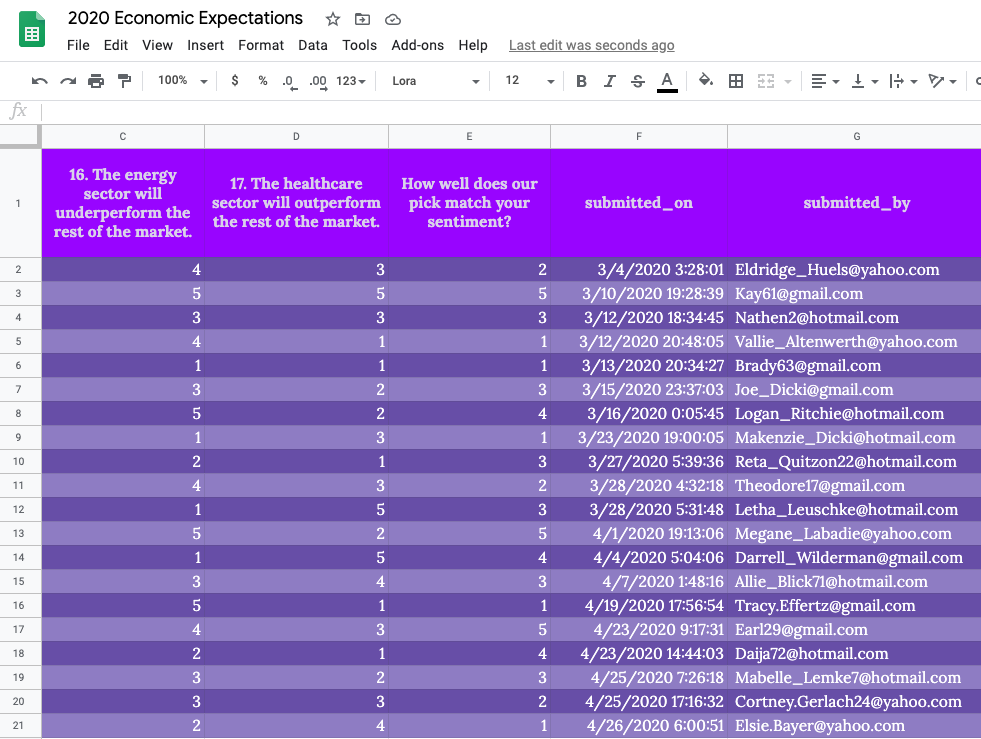 2020 Economic Expectations
File Edit View Insert Format Data Tools Add-ons Help Last edit was seconds ago
100% $ % .0 .00 123 Lora 12 B I S A
fx
C D E F G
1 16. The energy sector will underperform the rest of the market. 17. The healthcare sector will outperform the rest of the market. How well does our pick match your sentiment? submitted_on submitted_by
2 4 3 2 3/4/2020 3:28:01 Eldridge_Huels@yahoo.com
3 5 5 5 3/10/2020 19:28:39 Kay61@gmail.com
4 3 3 3 3/12/2020 18:34:45 Nathen2@hotmail.com
5 4 1 1 3/12/2020 20:48:05 Vallie_Altenwerth@yahoo.com
6 1 1 1 3/13/2020 20:34:27 Brady63@gmail.com
7 3 2 3 3/15/2020 23:37:03 Joe_Dicki@gmail.com
8 5 2 4 3/16/2020 0:05:45 Logan_Ritchie@hotmail.com
9 1 3 1 3/23/2020 19:00:05 Makenzie_Dicki@hotmail.com
10 2 1 3 3/27/2020 5:39:36 Reta_Quitzon22@hotmail.com
11 4 3 2 3/28/2020 4:32:18 Theodore17@gmail.com
12 1 5 3 3/28/2020 5:31:48 Letha_Leuschke@hotmail.com
13 5 2 5 4/1/2020 19:13:06 Megane_Labadie@yahoo.com
14 1 5 4 4/4/2020 5:04:06 Darrell_Wilderman@gmail.com
15 3 4 3 4/7/2020 1:48:16 Allie_Blick71@hotmail.com
16 5 1 1 4/19/2020 17:56:54 Tracy.Effertz@gmail.com
17 4 3 5 4/23/2020 9:17:31 Earl29@gmail.com
18 2 1 4 4/23/2020 14:44:03 Daija72@hotmail.com
19 3 2 3 4/25/2020 7:26:18 Mabelle_Lemke7@hotmail.com
20 3 3 2 4/25/2020 17:16:32 Cortney.Gerlach24@yahoo.com
21 2 4 1 4/26/2020 6:00:51 Elsie.Bayer@yahoo.com